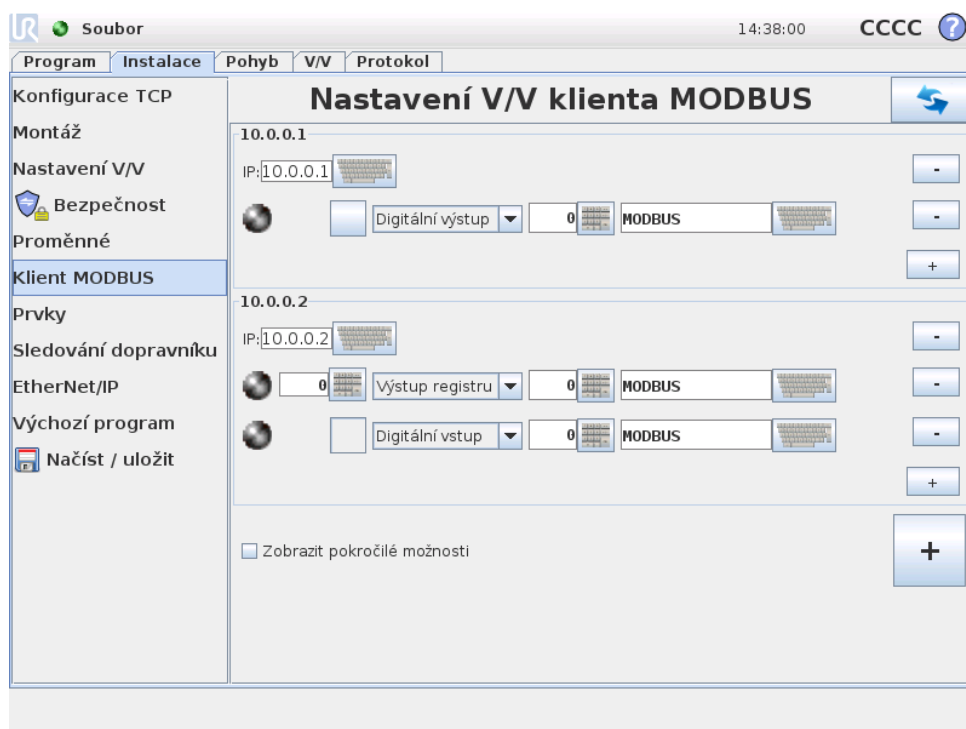 Soubor 14:38:00 CCCC ?
Program Instalace Pohyb V/V Protokol
Konfigurace TCP
Montáž
Nastavení V/V
Bezpečnost
Proměnné
Klient MODBUS
Prvky
Sledování dopravníku
EtherNet/IP
Výchozí program
Načíst / uložit
Nastavení V/V klienta MODBUS
10.0.0.1
IP: 10.0.0.1 -
Digitální výstup 0 MODBUS -
+
10.0.0.2
IP: 10.0.0.2 -
0 Výstup registru 0 MODBUS -
Digitální vstup 0 MODBUS -
+
Zobrazit pokročilé možnosti +